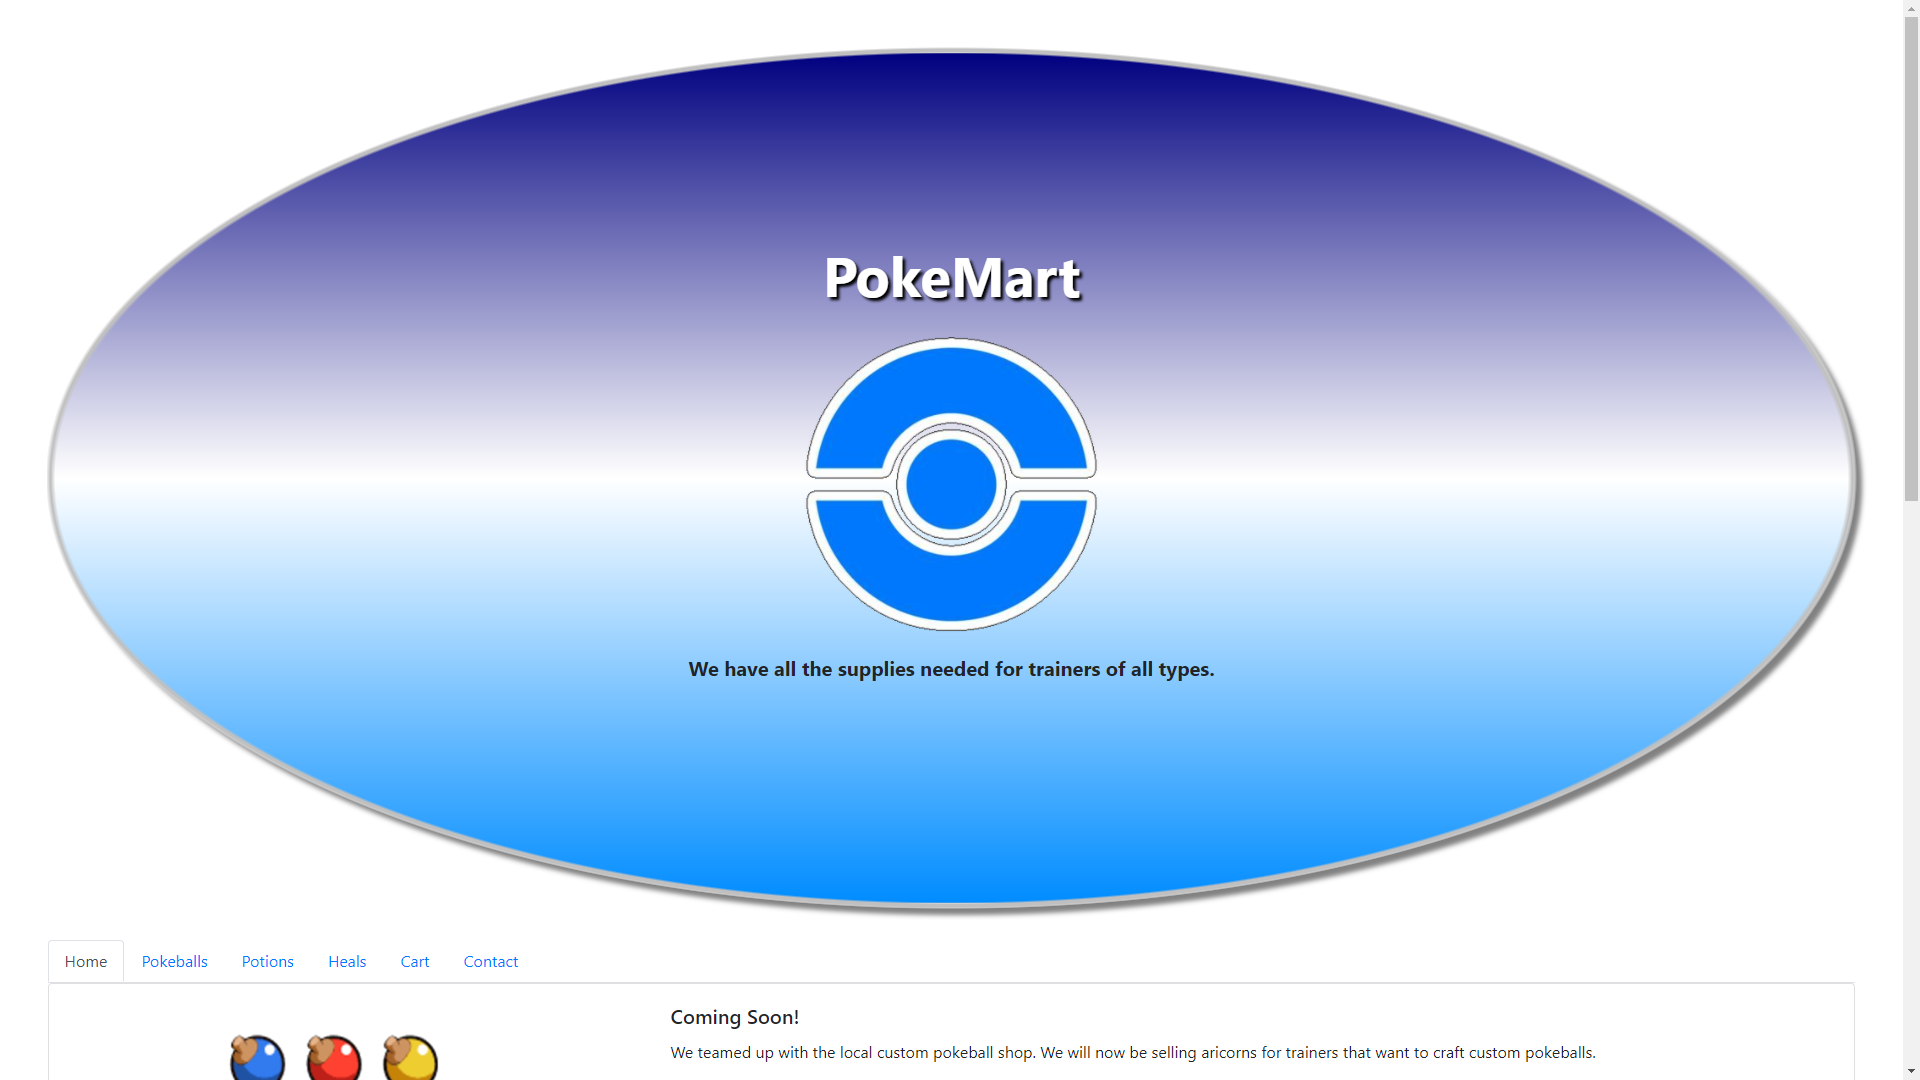 PokeMart
We have all the supplies needed for trainers of all types.
Home Pokeballs Potions Heals Cart Contact
Coming Soon!
We teamed up with the local custom pokeball shop. We will now be selling aricorns for trainers that want to craft custom pokeballs.